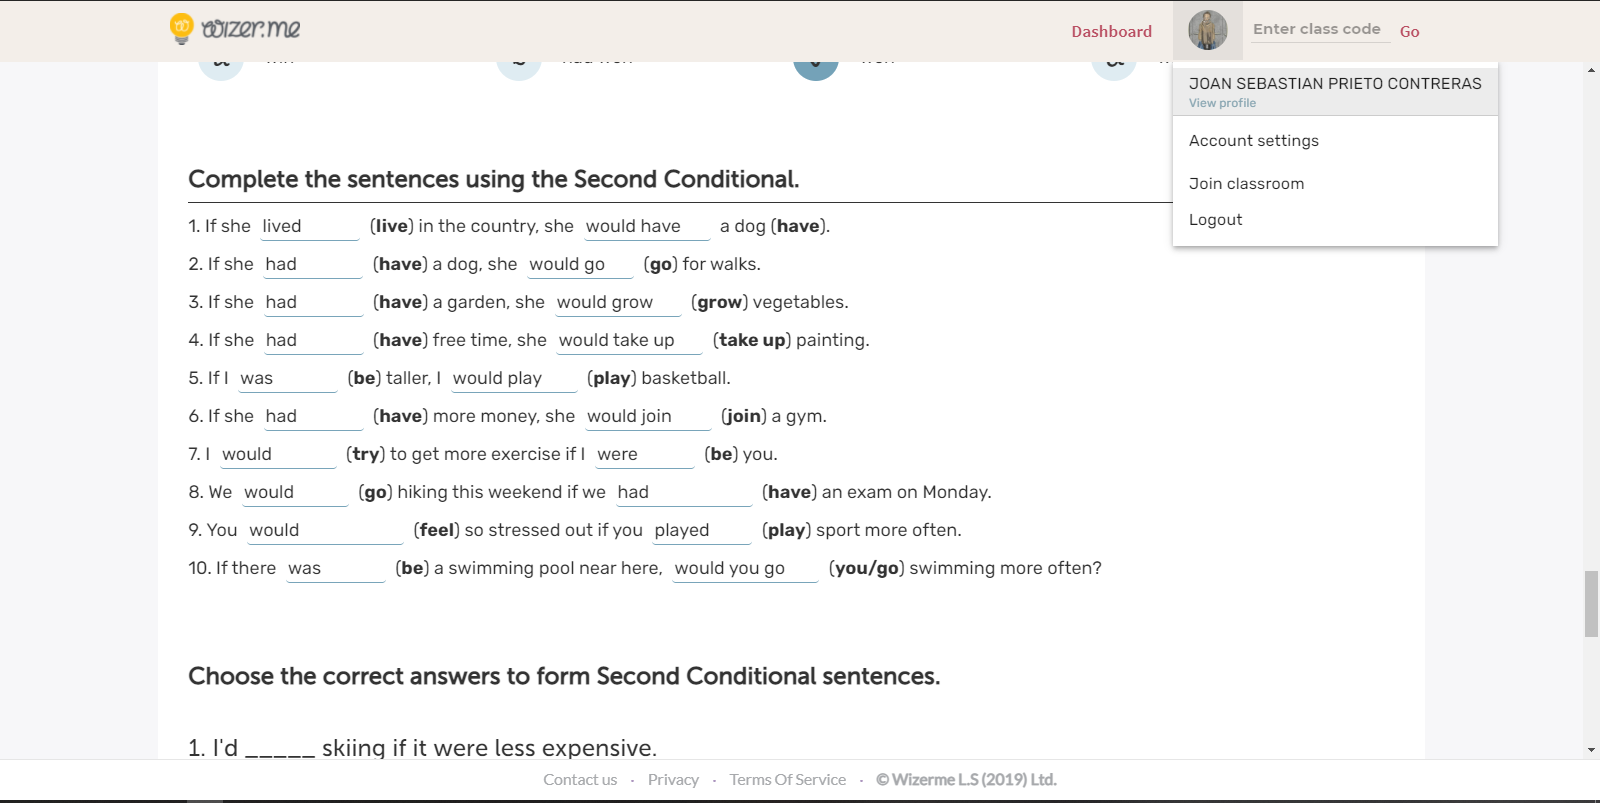 wizer.me
Dashboard
Enter class code
Go
JOAN SEBASTIAN PRIETO CONTRERAS
View profile
Account settings
Join classroom
Logout
Complete the sentences using the Second Conditional.
1. If she lived (live) in the country, she would have a dog (have).
2. If she had (have) a dog, she would go (go) for walks.
3. If she had (have) a garden, she would grow (grow) vegetables.
4. If she had (have) free time, she would take up (take up) painting.
5. If I was (be) taller, I would play (play) basketball.
6. If she had (have) more money, she would join (join) a gym.
7. I would (try) to get more exercise if I were (be) you.
8. We would (go) hiking this weekend if we had (have) an exam on Monday.
9. You would (feel) so stressed out if you played (play) sport more often.
10. If there was (be) a swimming pool near here, would you go (you/go) swimming more often?
Choose the correct answers to form Second Conditional sentences.
1. I'd _____ skiing if it were less expensive.
Contact us · Privacy · Terms Of Service · © Wizerme L.S (2019) Ltd.